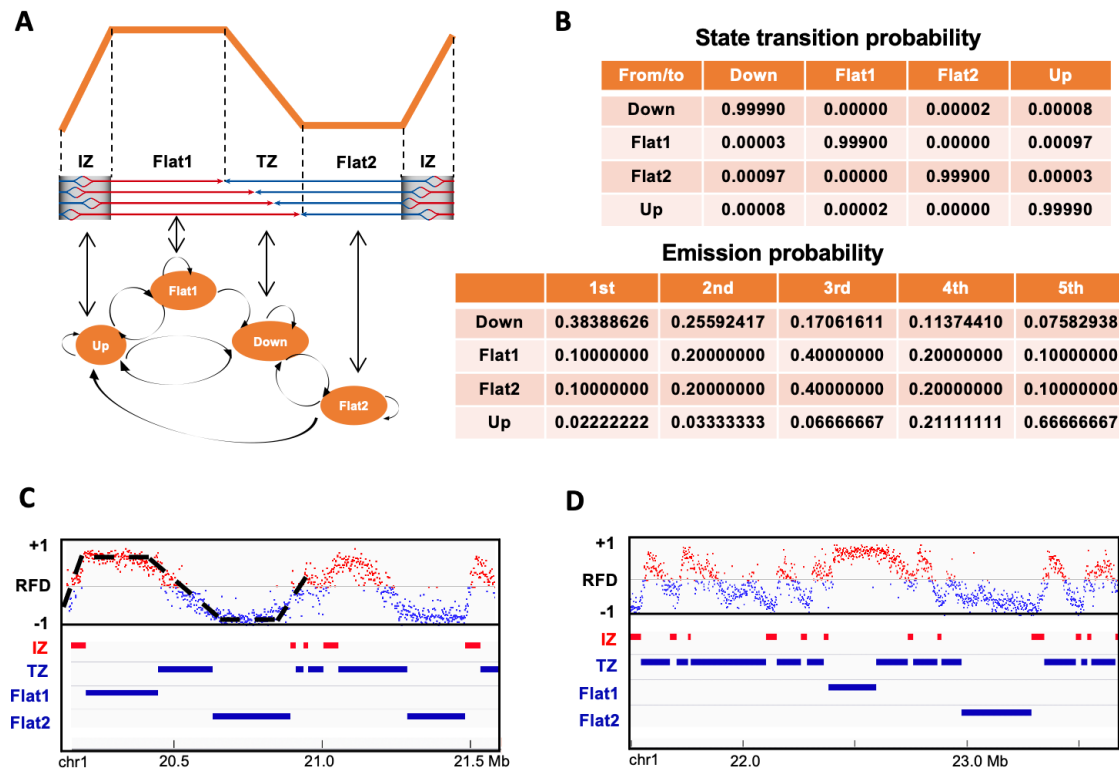 A
IZ Flat1 TZ Flat2 IZ
Flat1
Up
Down
Flat2
B
State transition probability
From/to Down Flat1 Flat2 Up
Down 0.99990 0.00000 0.00002 0.00008
Flat1 0.00003 0.99900 0.00000 0.00097
Flat2 0.00097 0.00000 0.99900 0.00003
Up 0.00008 0.00002 0.00000 0.99990
Emission probability
1st 2nd 3rd 4th 5th
Down 0.38388626 0.25592417 0.17061611 0.11374410 0.07582938
Flat1 0.10000000 0.20000000 0.40000000 0.20000000 0.10000000
Flat2 0.10000000 0.20000000 0.40000000 0.20000000 0.10000000
Up 0.02222222 0.03333333 0.06666667 0.21111111 0.66666667
C
+1
RFD
-1
IZ
TZ
Flat1
Flat2
chr1 20.5 21.0 21.5 Mb
D
+1
RFD
-1
IZ
TZ
Flat1
Flat2
chr1 22.0 23.0 Mb